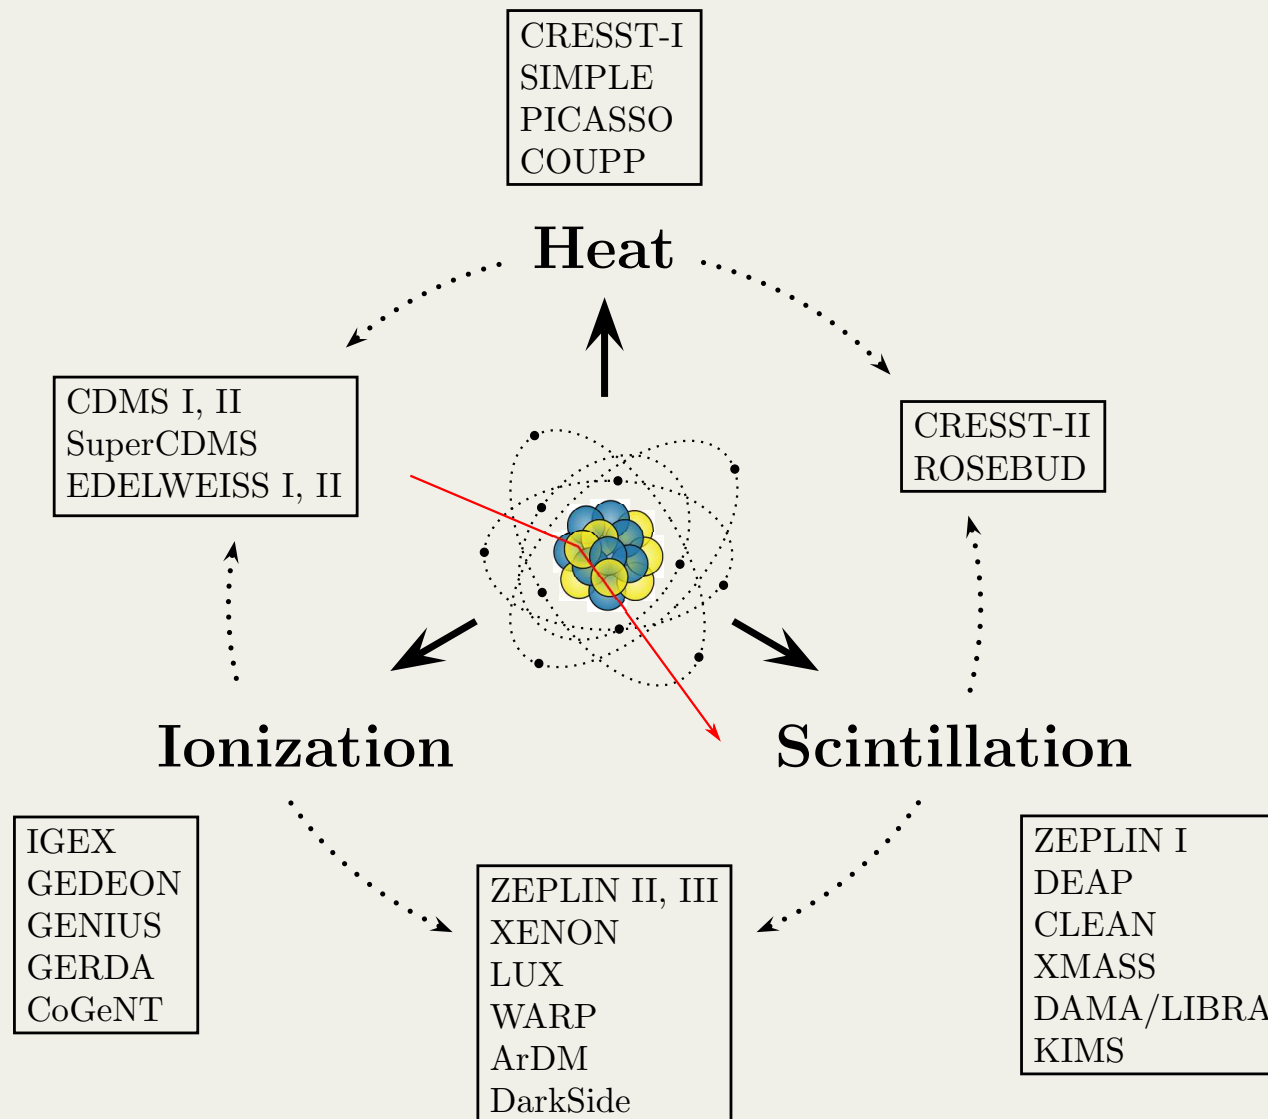 CRESST-I
SIMPLE
PICASSO
COUPP
Heat
CDMS I, II
SuperCDMS
EDELWEISS I, II
CRESST-II
ROSEBUD
Ionization
Scintillation
IGEX
GEDEON
GENIUS
GERDA
CoGeNT
ZEPLIN II, III
XENON
LUX
WARP
ArDM
DarkSide
ZEPLIN I
DEAP
CLEAN
XMASS
DAMA/LIBRA
KIMS